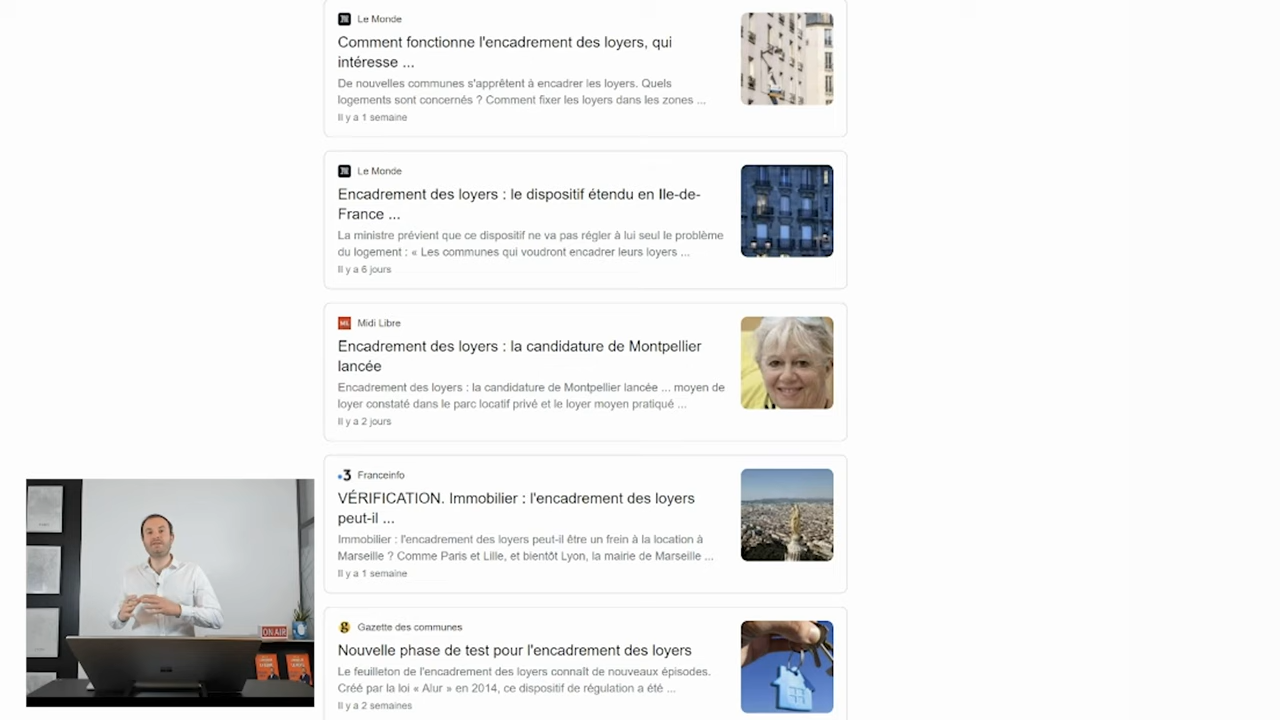 Le Monde
Comment fonctionne l'encadrement des loyers, qui
intéresse ...
De nouvelles communes s'apprêtent à encadrer les loyers. Quels
logements sont concernés ? Comment fixer les loyers dans les zones ...
Il y a 1 semaine
Le Monde
Encadrement des loyers : le dispositif étendu en Ile-de-
France ...
La ministre prévient que ce dispositif ne va pas régler à lui seul le problème
du logement : « Les communes qui voudront encadrer leurs loyers ...
Il y a 6 jours
Midi Libre
Encadrement des loyers : la candidature de Montpellier
lancée
Encadrement des loyers : la candidature de Montpellier lancée ... moyen de
loyer constaté dans le parc locatif privé et le loyer moyen pratiqué ...
Il y a 2 jours
3 Franceinfo
VÉRIFICATION. Immobilier : l'encadrement des loyers
peut-il ...
Immobilier : l'encadrement des loyers peut-il être un frein à la location à
Marseille ? Comme Paris et Lille, et bientôt Lyon, la mairie de Marseille ...
Il y a 1 semaine
g Gazette des communes
Nouvelle phase de test pour l'encadrement des loyers
Le feuilleton de l'encadrement des loyers connaît de nouveaux épisodes.
Créé par la loi « Alur » en 2014, ce dispositif de régulation a été ...
Il y a 2 semaines
ON AIR